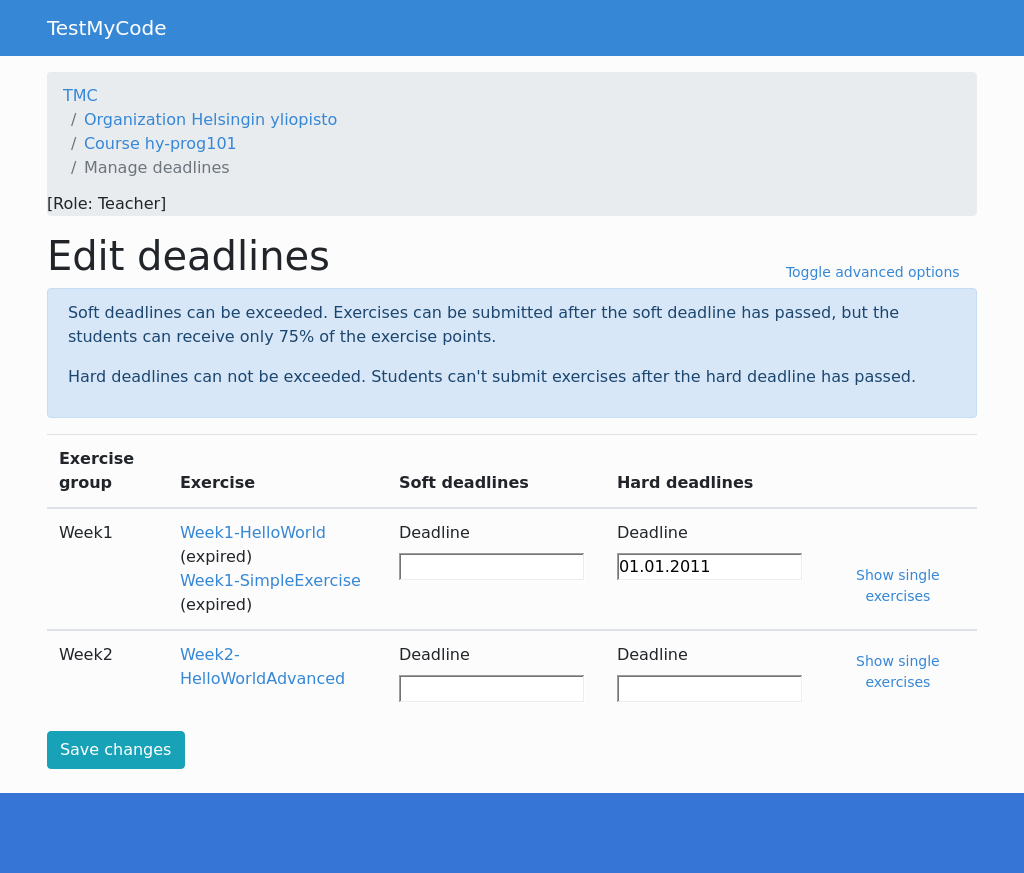 TestMyCode
TMC
/ Organization Helsingin yliopisto
/ Course hy-prog101
/ Manage deadlines
[Role: Teacher]
Edit deadlines
Toggle advanced options
Soft deadlines can be exceeded. Exercises can be submitted after the soft deadline has passed, but the
students can receive only 75% of the exercise points.
Hard deadlines can not be exceeded. Students can't submit exercises after the hard deadline has passed.
Exercise
group
Exercise
Soft deadlines
Hard deadlines
Week1
Week1-HelloWorld
(expired)
Week1-SimpleExercise
(expired)
Deadline
Deadline
01.01.2011
Show single
exercises
Week2
Week2-
HelloWorldAdvanced
Deadline
Deadline
Show single
exercises
Save changes